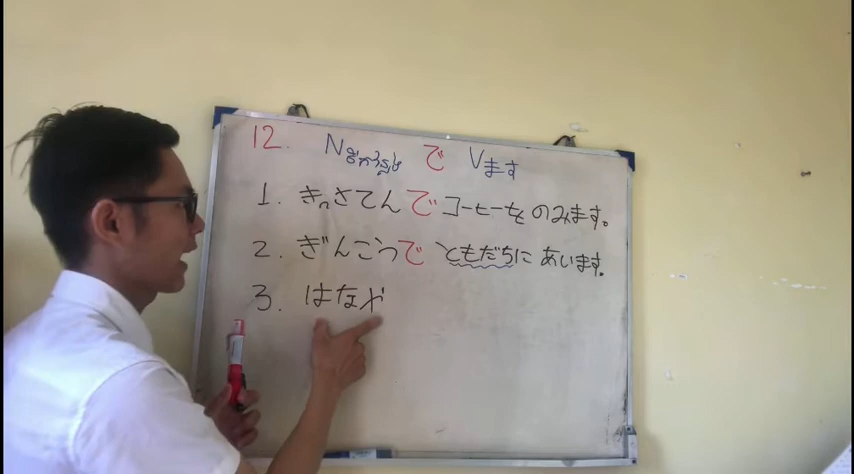 12. N で Vます
1. きっさてんでコーヒーをのみます。
2. ぎんこうでともだちにあいます。
3. はなや